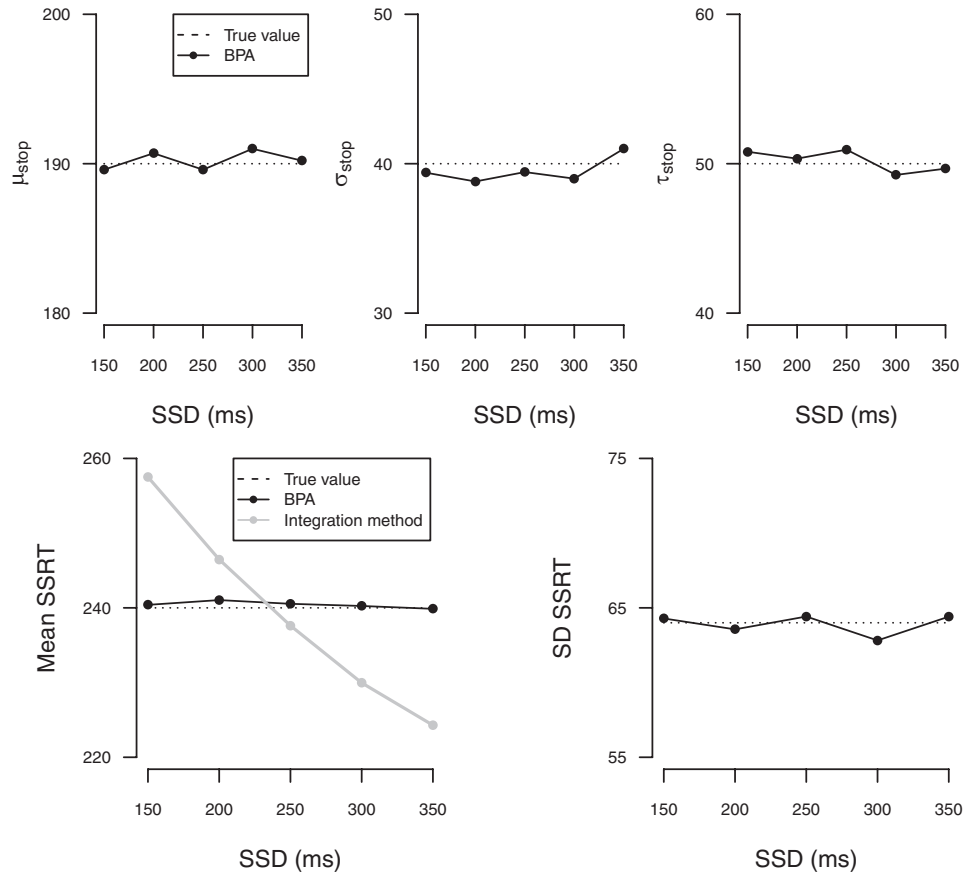 200
180
190
μstop
True value
BPA
150 200 250 300 350
SSD (ms)
50
40
30
σstop
150 200 250 300 350
SSD (ms)
60
50
40
τstop
150 200 250 300 350
SSD (ms)
260
240
220
Mean SSRT
True value
BPA
Integration method
150 200 250 300 350
SSD (ms)
75
65
55
SD SSRT
150 200 250 300 350
SSD (ms)